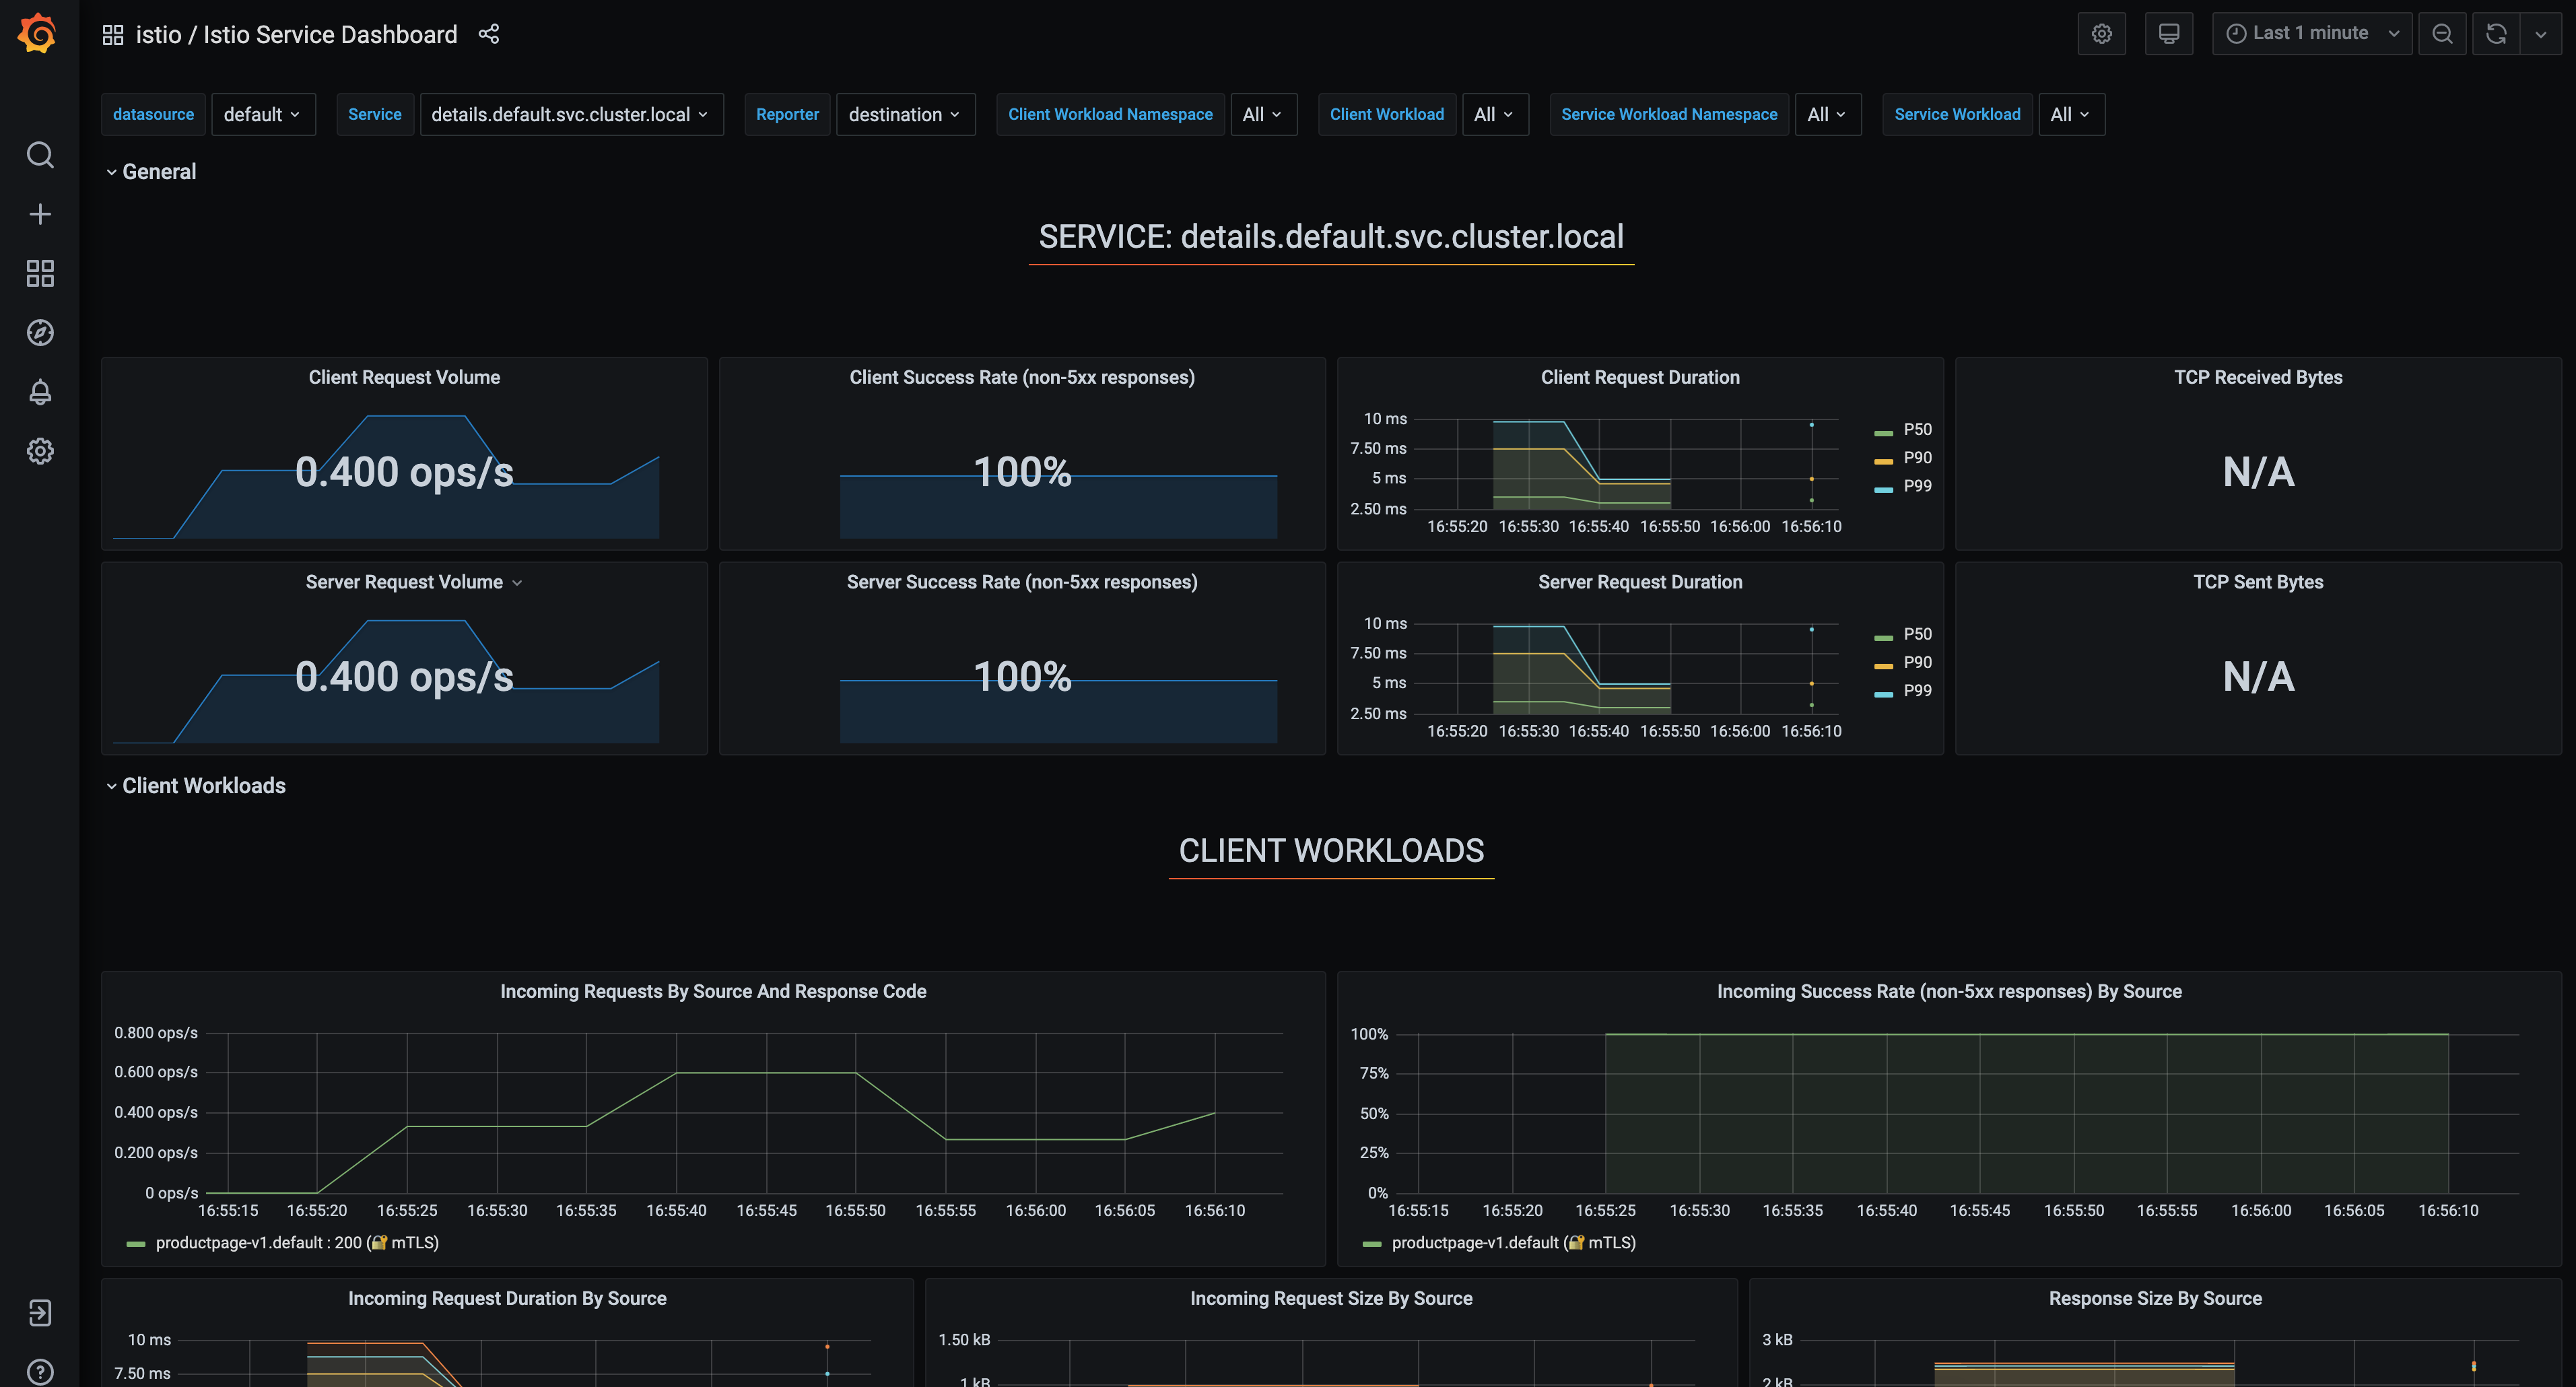 istio / Istio Service Dashboard
Last 1 minute
datasource default Service details.default.svc.cluster.local Reporter destination Client Workload Namespace All Client Workload All Service Workload Namespace All Service Workload All
General
SERVICE: details.default.svc.cluster.local
Client Request Volume
0.400 ops/s
Client Success Rate (non-5xx responses)
100%
Client Request Duration
10 ms
7.50 ms
5 ms
2.50 ms
16:55:20 16:55:30 16:55:40 16:55:50 16:56:00 16:56:10
P50
P90
P99
TCP Received Bytes
N/A
Server Request Volume
0.400 ops/s
Server Success Rate (non-5xx responses)
100%
Server Request Duration
10 ms
7.50 ms
5 ms
2.50 ms
16:55:20 16:55:30 16:55:40 16:55:50 16:56:00 16:56:10
P50
P90
P99
TCP Sent Bytes
N/A
Client Workloads
CLIENT WORKLOADS
Incoming Requests By Source And Response Code
0.800 ops/s
0.600 ops/s
0.400 ops/s
0.200 ops/s
0 ops/s
16:55:15 16:55:20 16:55:25 16:55:30 16:55:35 16:55:40 16:55:45 16:55:50 16:55:55 16:56:00 16:56:05 16:56:10
productpage-v1.default : 200 (🔐 mTLS)
Incoming Success Rate (non-5xx responses) By Source
100%
75%
50%
25%
0%
16:55:15 16:55:20 16:55:25 16:55:30 16:55:35 16:55:40 16:55:45 16:55:50 16:55:55 16:56:00 16:56:05 16:56:10
productpage-v1.default (🔐 mTLS)
Incoming Request Duration By Source
10 ms
7.50 ms
Incoming Request Size By Source
1.50 kB
1 kB
Response Size By Source
3 kB
2 kB